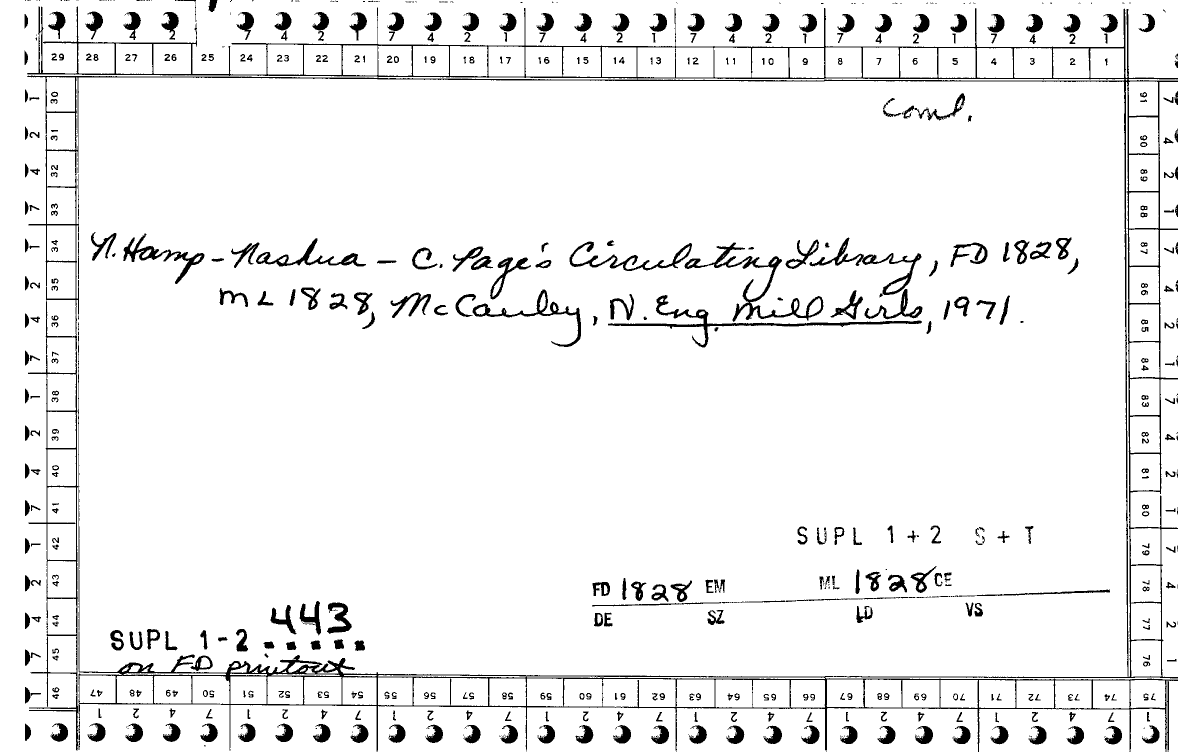 7 4 2 7 4 2 1 7 4 2 1 7 4 2 1 7 4 2 1 7 4 2 1 7 4 2 1
29 28 27 26 25 24 23 22 21 20 19 18 17 16 15 14 13 12 11 10 9 8 7 6 5 4 3 2 1
coml.
N. Hamp - Nashua - C. Page's Circulating Library, FD 1828,
ML 1828, McCauley, N. Eng. Mill Girls, 1971.
SUPL 1+2 S+T
FD 1828 EM ML 1828 CE
DE SZ LD VS
443
SUPL 1-2
on FD printout
30 31 32 33 34 35 36 37 38 39 40 41 42 43 44 45 46
91 90 89 88 87 86 85 84 83 82 81 80 79 78 77 76
47 48 49 50 51 52 53 54 55 56 57 58 59 60 61 62 63 64 65 66 67 68 69 70 71 72 73 74 75
1 2 4 7 1 2 4 7 1 2 4 7 1 2 4 7 1 2 4 7 1 2 4 7 1 2 4 7 1